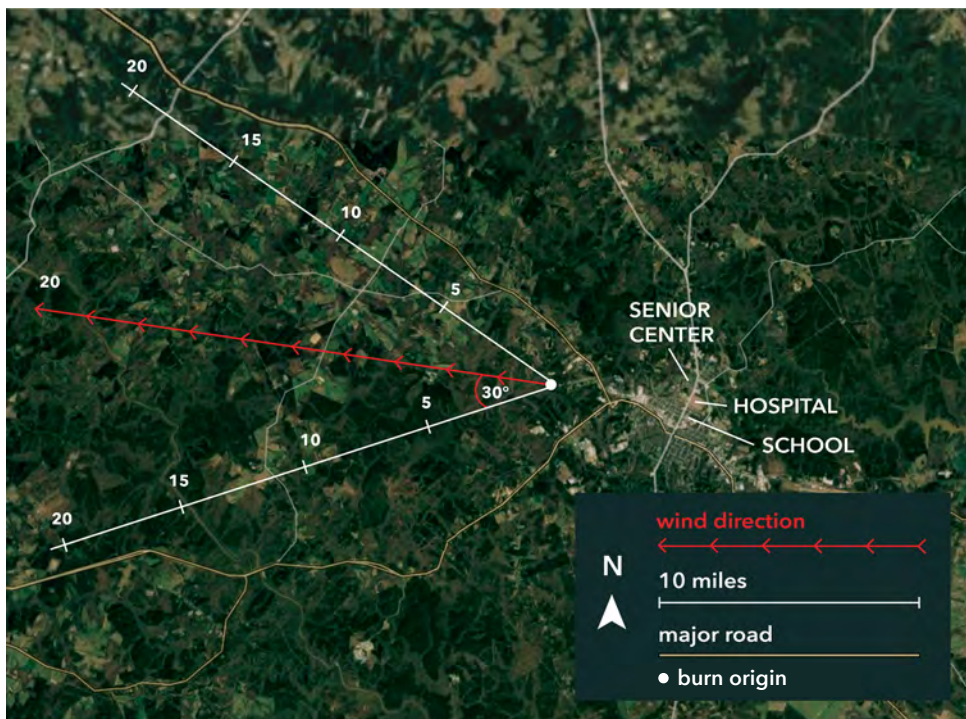 20
15
10
5
20
30°
5
10
15
20
SENIOR
CENTER
HOSPITAL
SCHOOL
wind direction
N
10 miles
major road
burn origin